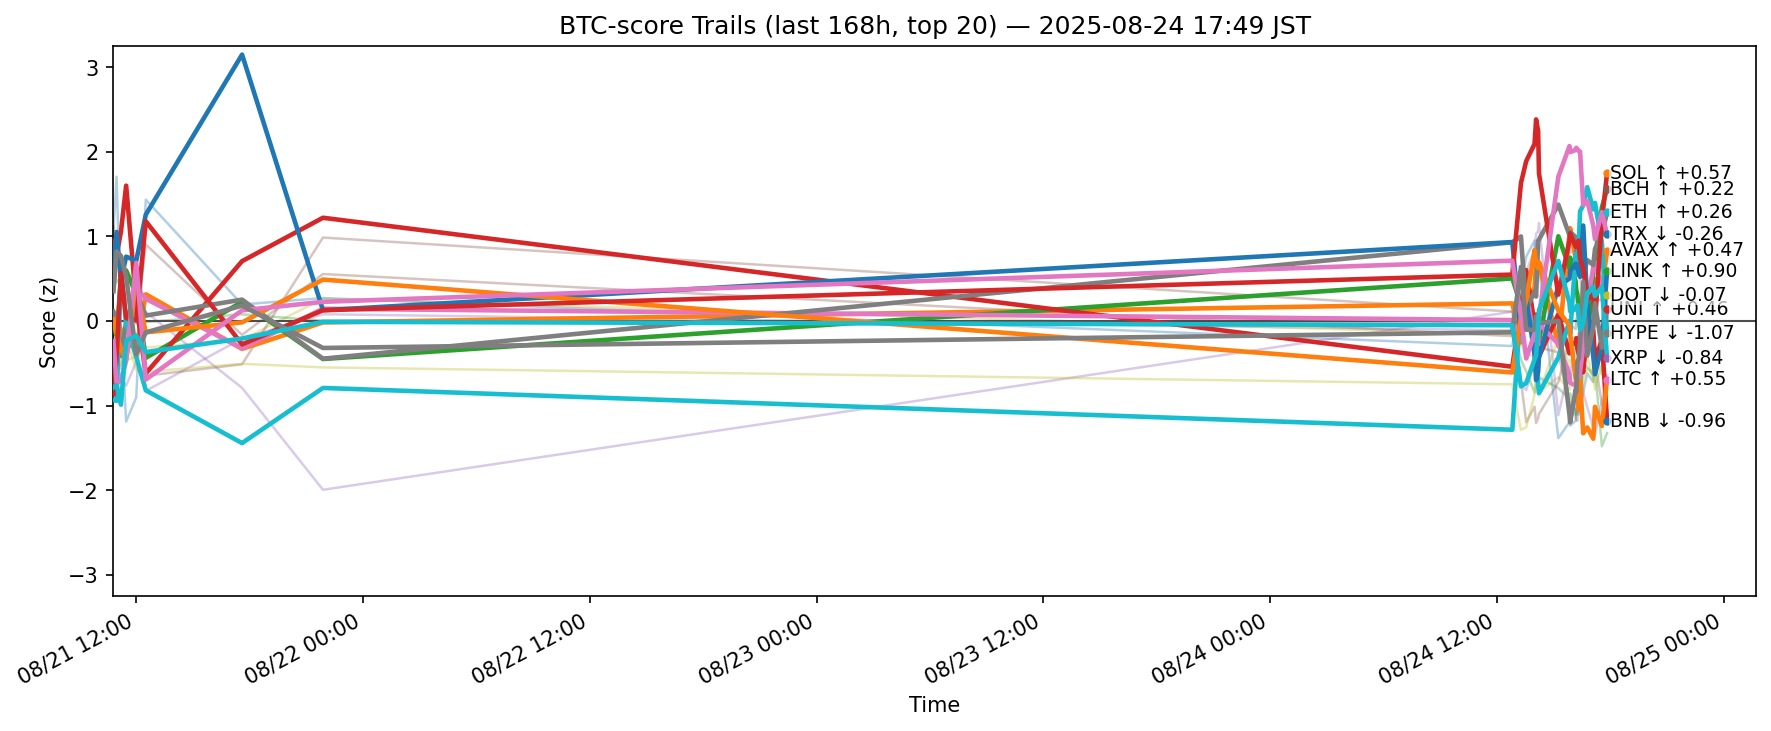 BTC-score Trails (last 168h, top 20) — 2025-08-24 17:49 JST
3
2
1
0
−1
−2
−3
Score (z)
SOL ↑ +0.57
BCH ↑ +0.22
ETH ↑ +0.26
TRX ↓ -0.26
AVAX ↑ +0.47
LINK ↑ +0.90
DOT ↓ -0.07
UNI ↑ +0.46
HYPE ↓ -1.07
XRP ↓ -0.84
LTC ↑ +0.55
BNB ↓ -0.96
08/21 12:00
08/22 00:00
08/22 12:00
08/23 00:00
08/23 12:00
08/24 00:00
08/24 12:00
08/25 00:00
Time